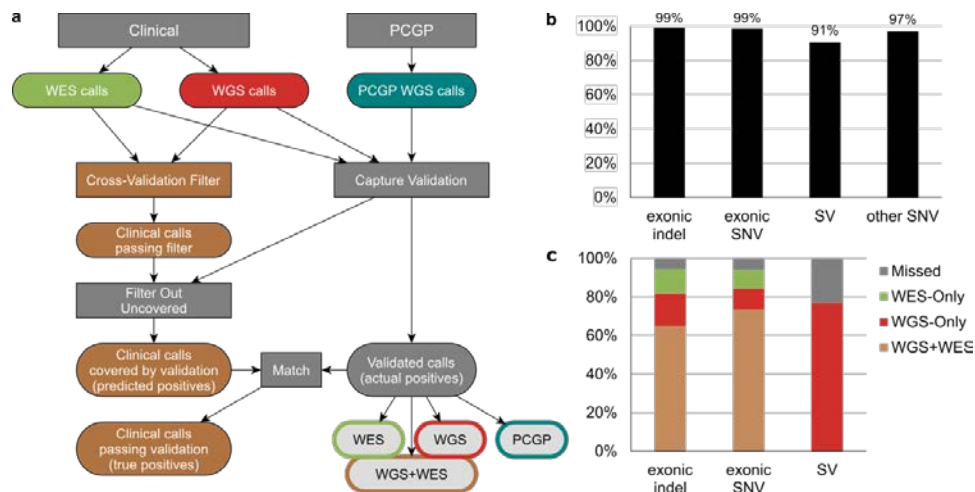 a
Clinical
PCGP
WES calls
WGS calls
PCGP WGS calls
Cross-Validation Filter
Capture Validation
Clinical calls
passing filter
Filter Out
Uncovered
Clinical calls
covered by validation
(predicted positives)
Match
Validated calls
(actual positives)
Clinical calls
passing validation
(true positives)
WES
WGS
PCGP
WGS+WES
b
100%
80%
60%
40%
20%
0%
99%
99%
91%
97%
exonic
indel
exonic
SNV
SV
other SNV
c
100%
80%
60%
40%
20%
0%
exonic
indel
exonic
SNV
SV
Missed
WES-Only
WGS-Only
WGS+WES